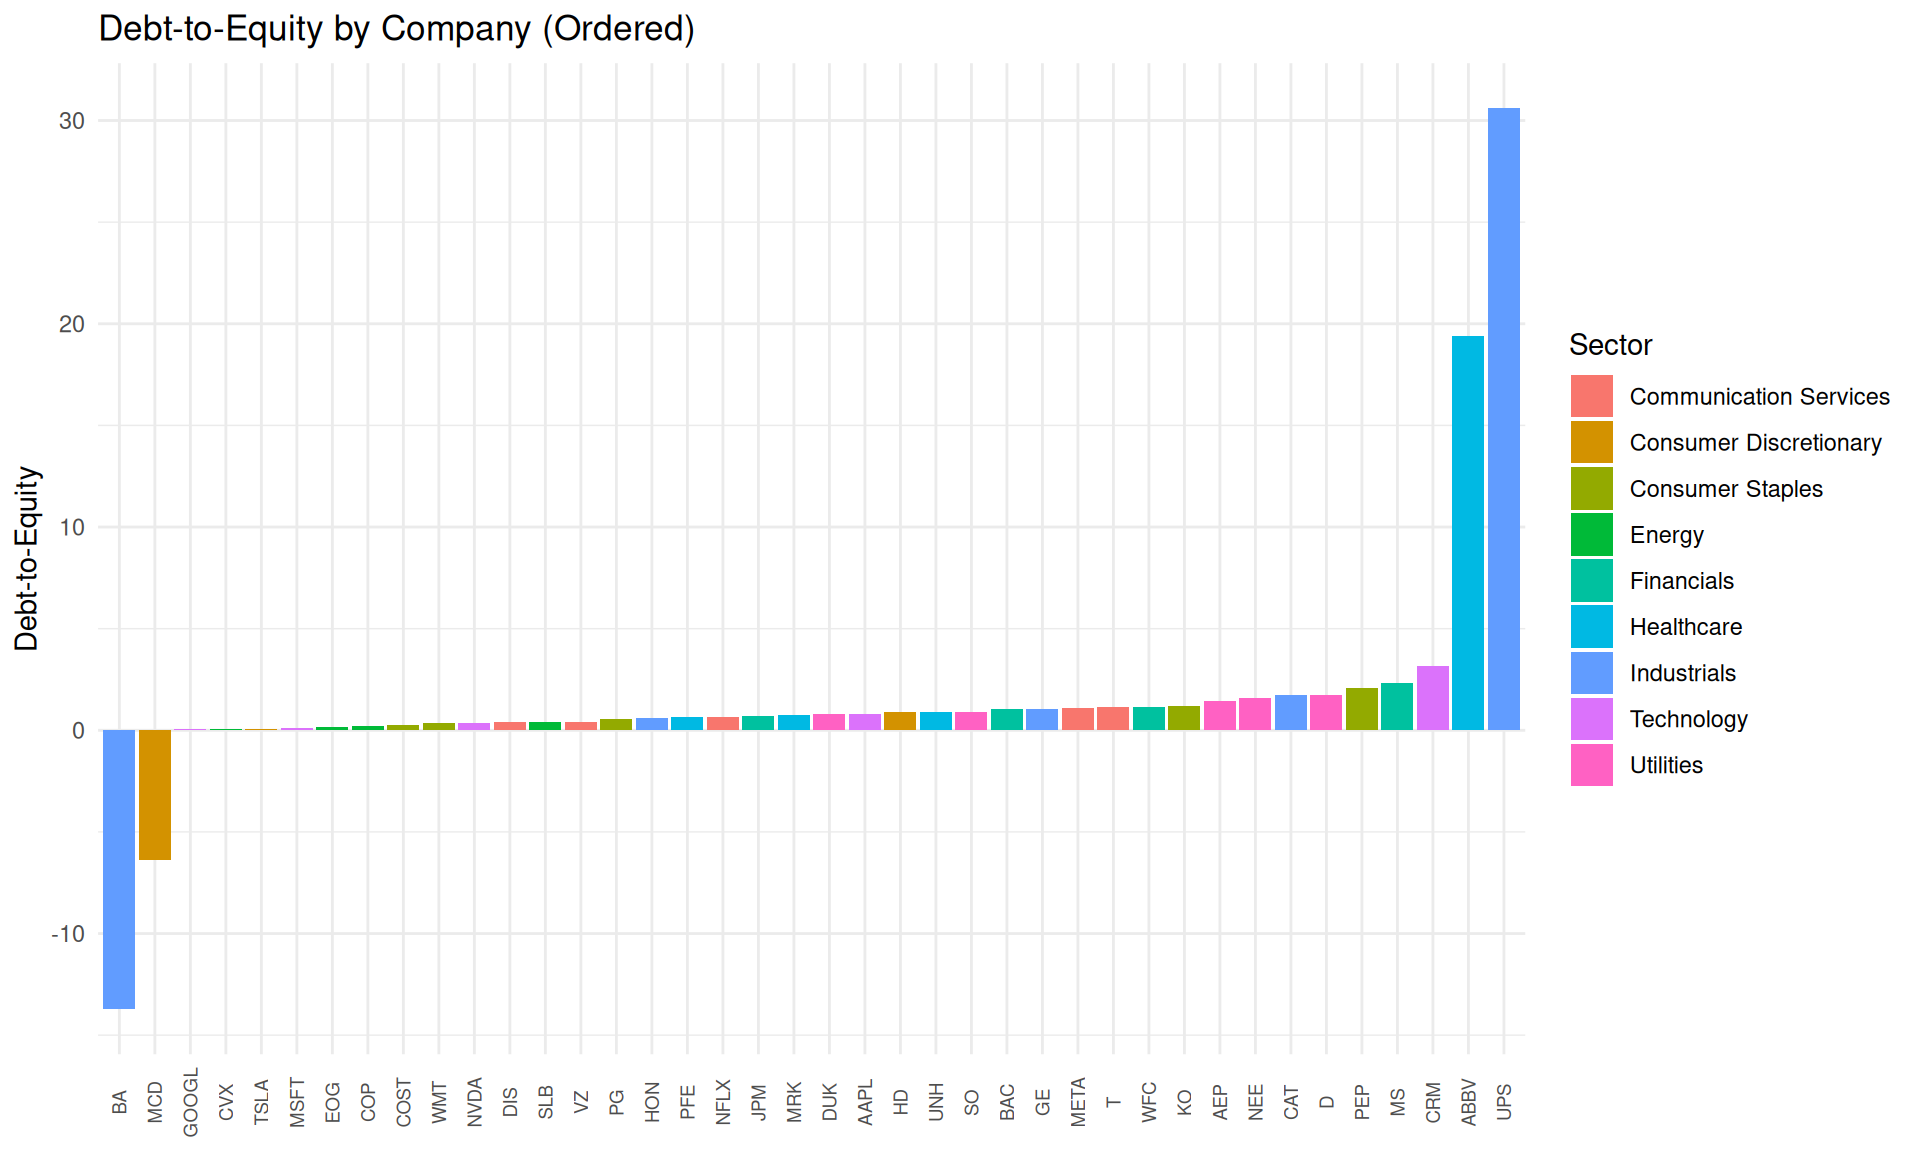 Debt-to-Equity by Company (Ordered)
Debt-to-Equity
30
20
10
0
-10
BA
MCD
GOOGL
CVX
TSLA
MSFT
EOG
COP
COST
WMT
NVDA
DIS
SLB
VZ
PG
HON
PFE
NFLX
JPM
MRK
DUK
AAPL
HD
UNH
SO
BAC
GE
META
T
WFC
KO
AEP
NEE
CAT
D
PEP
MS
CRM
ABBV
UPS
Sector
Communication Services
Consumer Discretionary
Consumer Staples
Energy
Financials
Healthcare
Industrials
Technology
Utilities